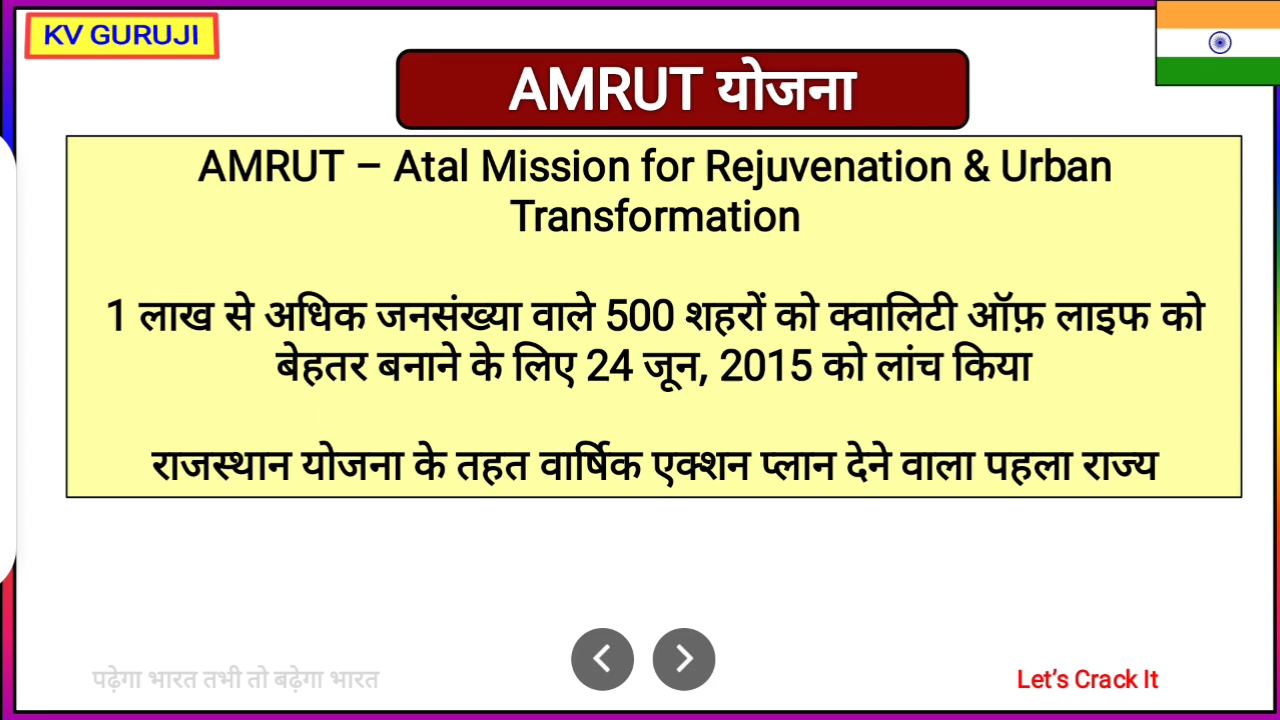 KV GURUJI
AMRUT योजना
AMRUT – Atal Mission for Rejuvenation & Urban
Transformation
1 लाख से अधिक जनसंख्या वाले 500 शहरों को क्वालिटी ऑफ़ लाइफ को
बेहतर बनाने के लिए 24 जून, 2015 को लांच किया
राजस्थान योजना के तहत वार्षिक एक्शन प्लान देने वाला पहला राज्य
पढ़ेगा भारत तभी तो बढ़ेगा भारत
Let’s Crack It